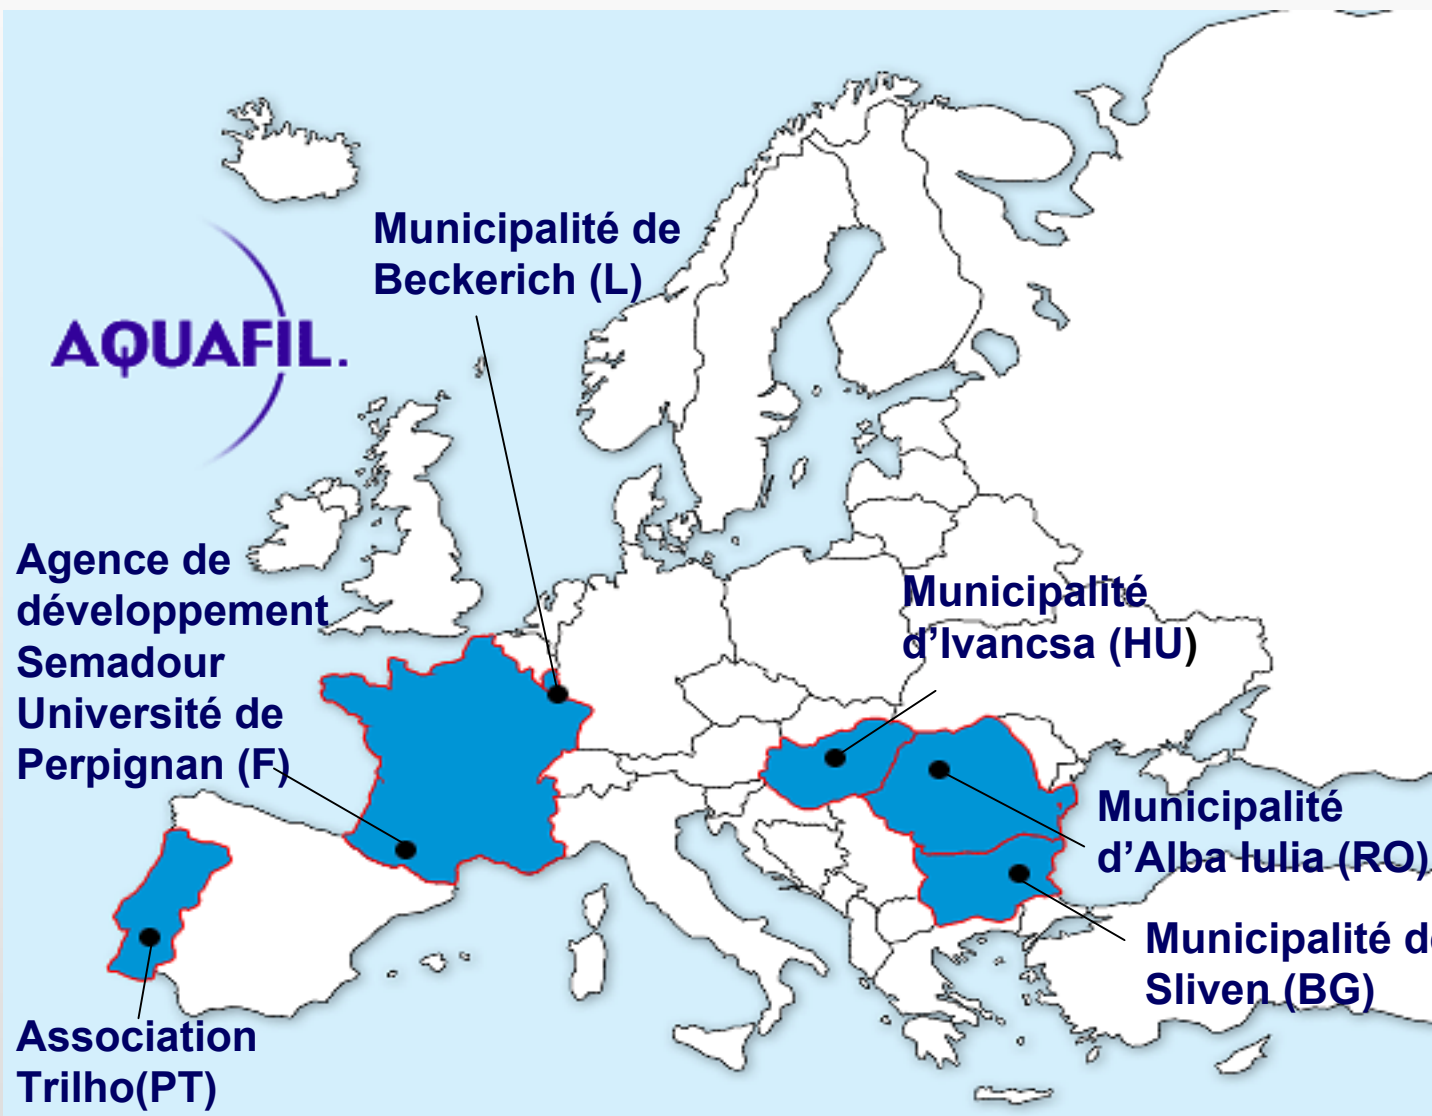 Municipalité de
Beckerich (L)
AQUAFIL.
Agence de
développement
Semadour
Université de
Perpignan (F)
Municipalité
d’Ivancsa (HU)
Municipalité
d’Alba Iulia (RO)
Municipalité de
Sliven (BG)
Association
Trilho(PT)